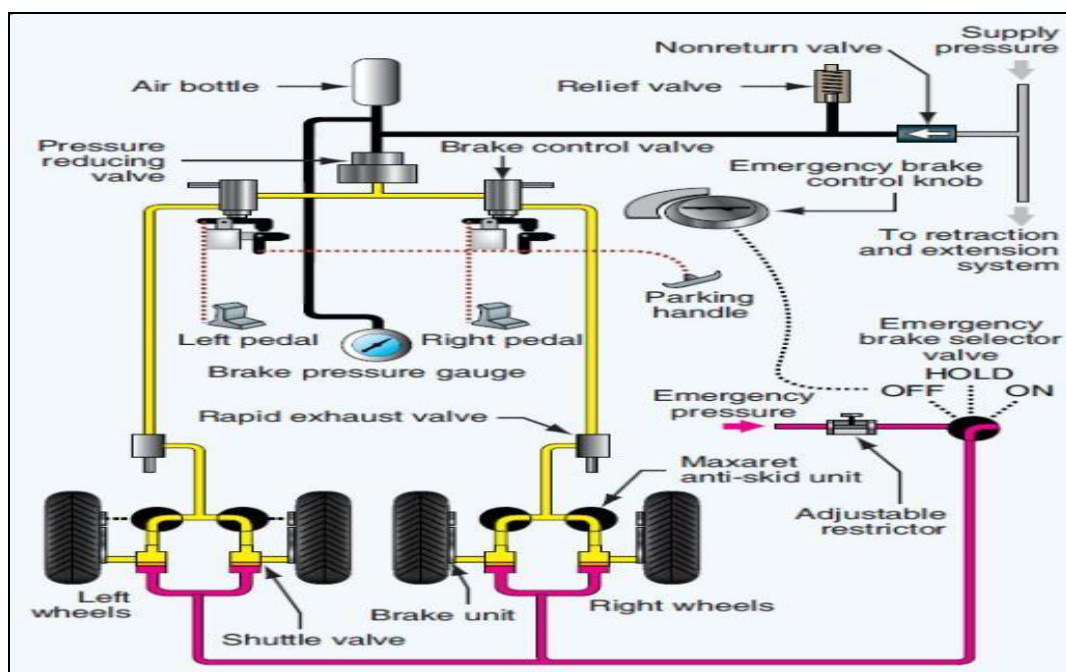 Supply
pressure
Nonreturn valve
Air bottle
Relief valve
Pressure
reducing
valve
Brake control valve
Emergency brake
control knob
To retraction
and extension
system
Parking
handle
Left pedal
Right pedal
Brake pressure gauge
Emergency
brake selector
valve
HOLD
OFF
ON
Emergency
pressure
Rapid exhaust valve
Maxaret
anti-skid unit
Adjustable
restrictor
Left
wheels
Brake unit
Right wheels
Shuttle valve